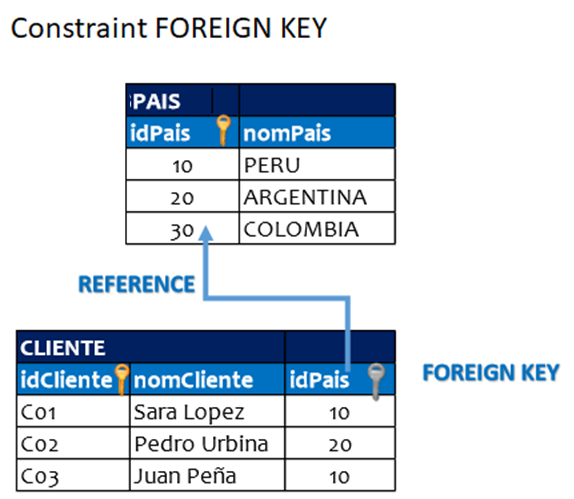 Constraint FOREIGN KEY
PAIS
idPais nomPais
10 PERU
20 ARGENTINA
30 COLOMBIA
REFERENCE
CLIENTE
idCliente nomCliente idPais
FOREIGN KEY
C01 Sara Lopez 10
C02 Pedro Urbina 20
C03 Juan Peña 10